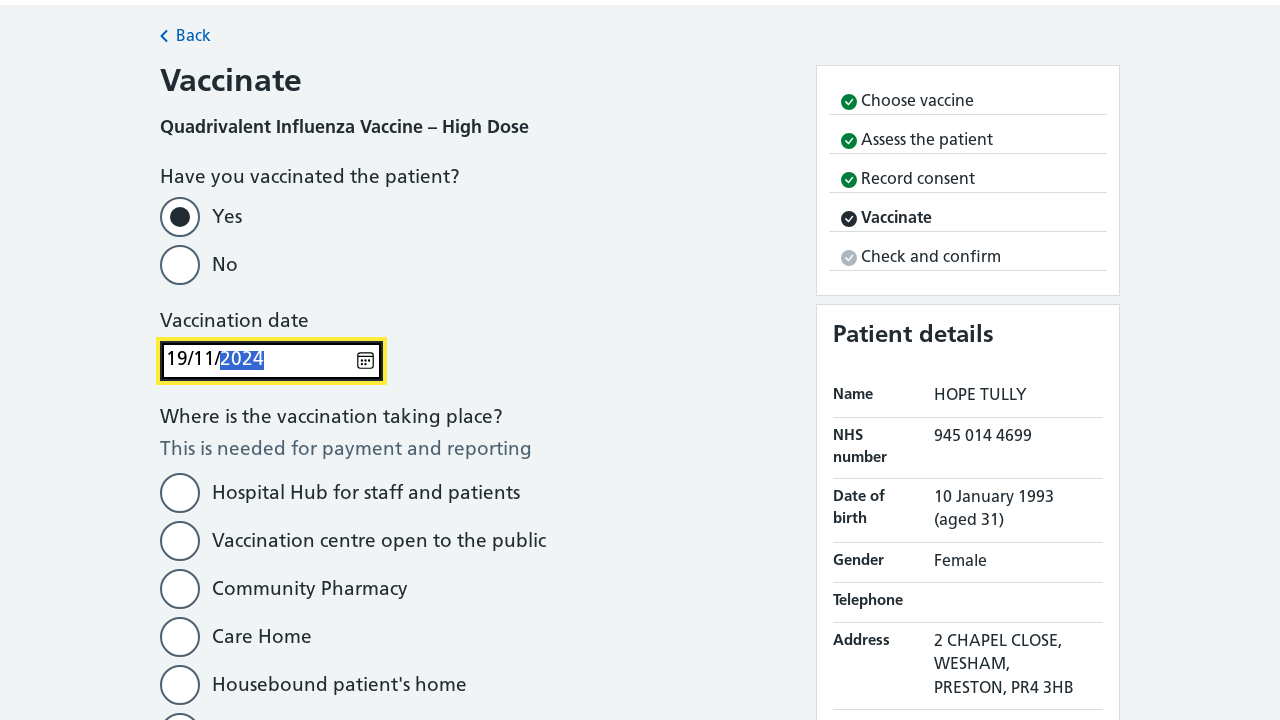 Back
Vaccinate
Quadrivalent Influenza Vaccine – High Dose
Have you vaccinated the patient?
Yes
No
Vaccination date
19/11/2024
Where is the vaccination taking place?
This is needed for payment and reporting
Hospital Hub for staff and patients
Vaccination centre open to the public
Community Pharmacy
Care Home
Housebound patient's home
Choose vaccine
Assess the patient
Record consent
Vaccinate
Check and confirm
Patient details
Name HOPE TULLY
NHS number 945 014 4699
Date of birth 10 January 1993
(aged 31)
Gender Female
Telephone
Address 2 CHAPEL CLOSE,
WESHAM,
PRESTON, PR4 3HB